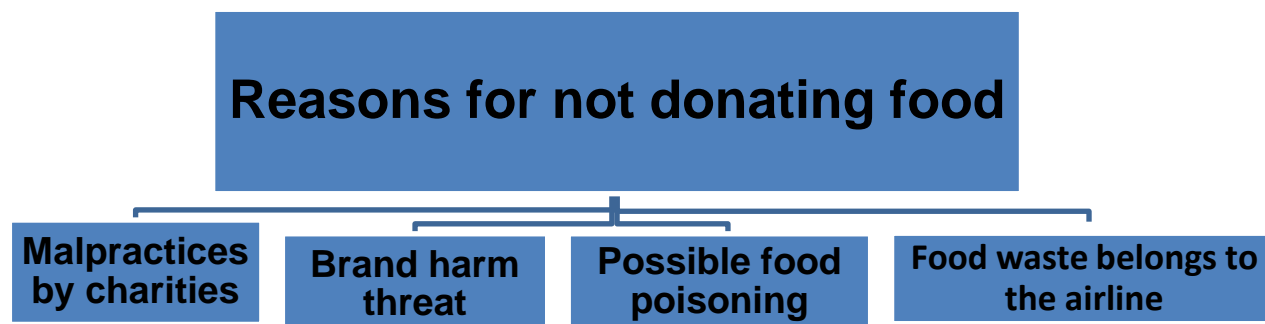 Reasons for not donating food
Malpractices
by charities
Brand harm
threat
Possible food
poisoning
Food waste belongs to
the airline